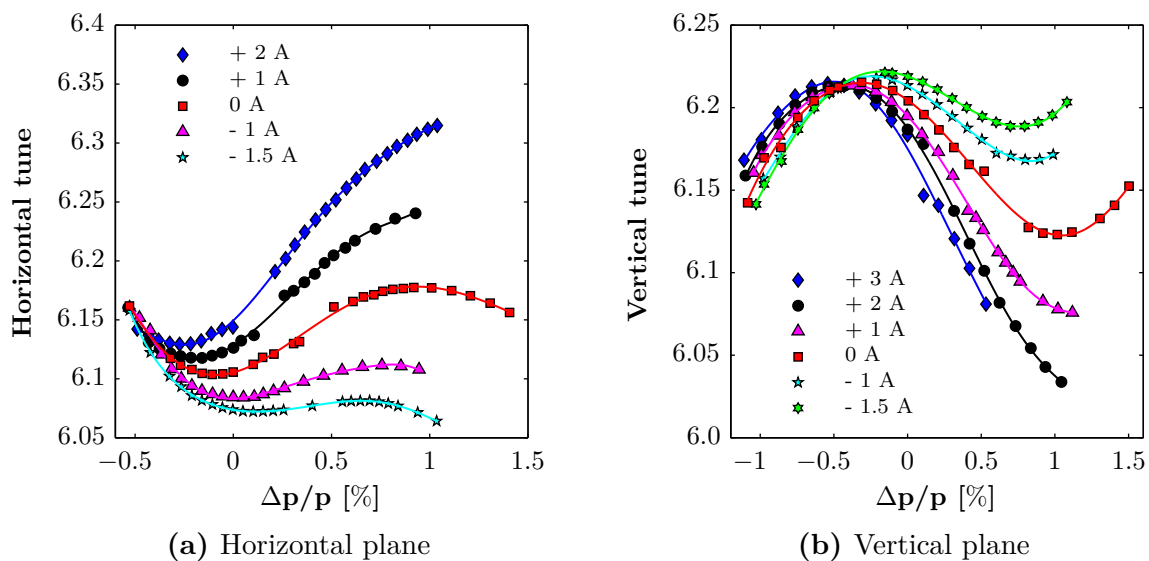 6.4
6.35
6.3
6.25
6.2
6.15
6.1
6.05
−0.5 0 0.5 1 1.5
Horizontal tune
Δp/p [%]
+ 2 A
+ 1 A
0 A
- 1 A
- 1.5 A
(a) Horizontal plane
6.25
6.2
6.15
6.1
6.05
6.0
−1 −0.5 0 0.5 1 1.5
Vertical tune
Δp/p [%]
+ 3 A
+ 2 A
+ 1 A
0 A
- 1 A
- 1.5 A
(b) Vertical plane